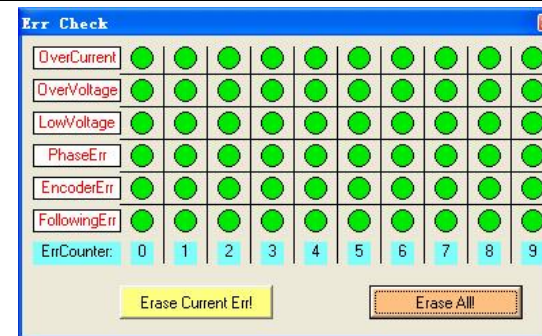 Err Check
OverCurrent
OverVoltage
LowVoltage
PhaseErr
EncoderErr
FollowingErr
ErrCounter: 0 1 2 3 4 5 6 7 8 9
Erase Current Err! Erase All!